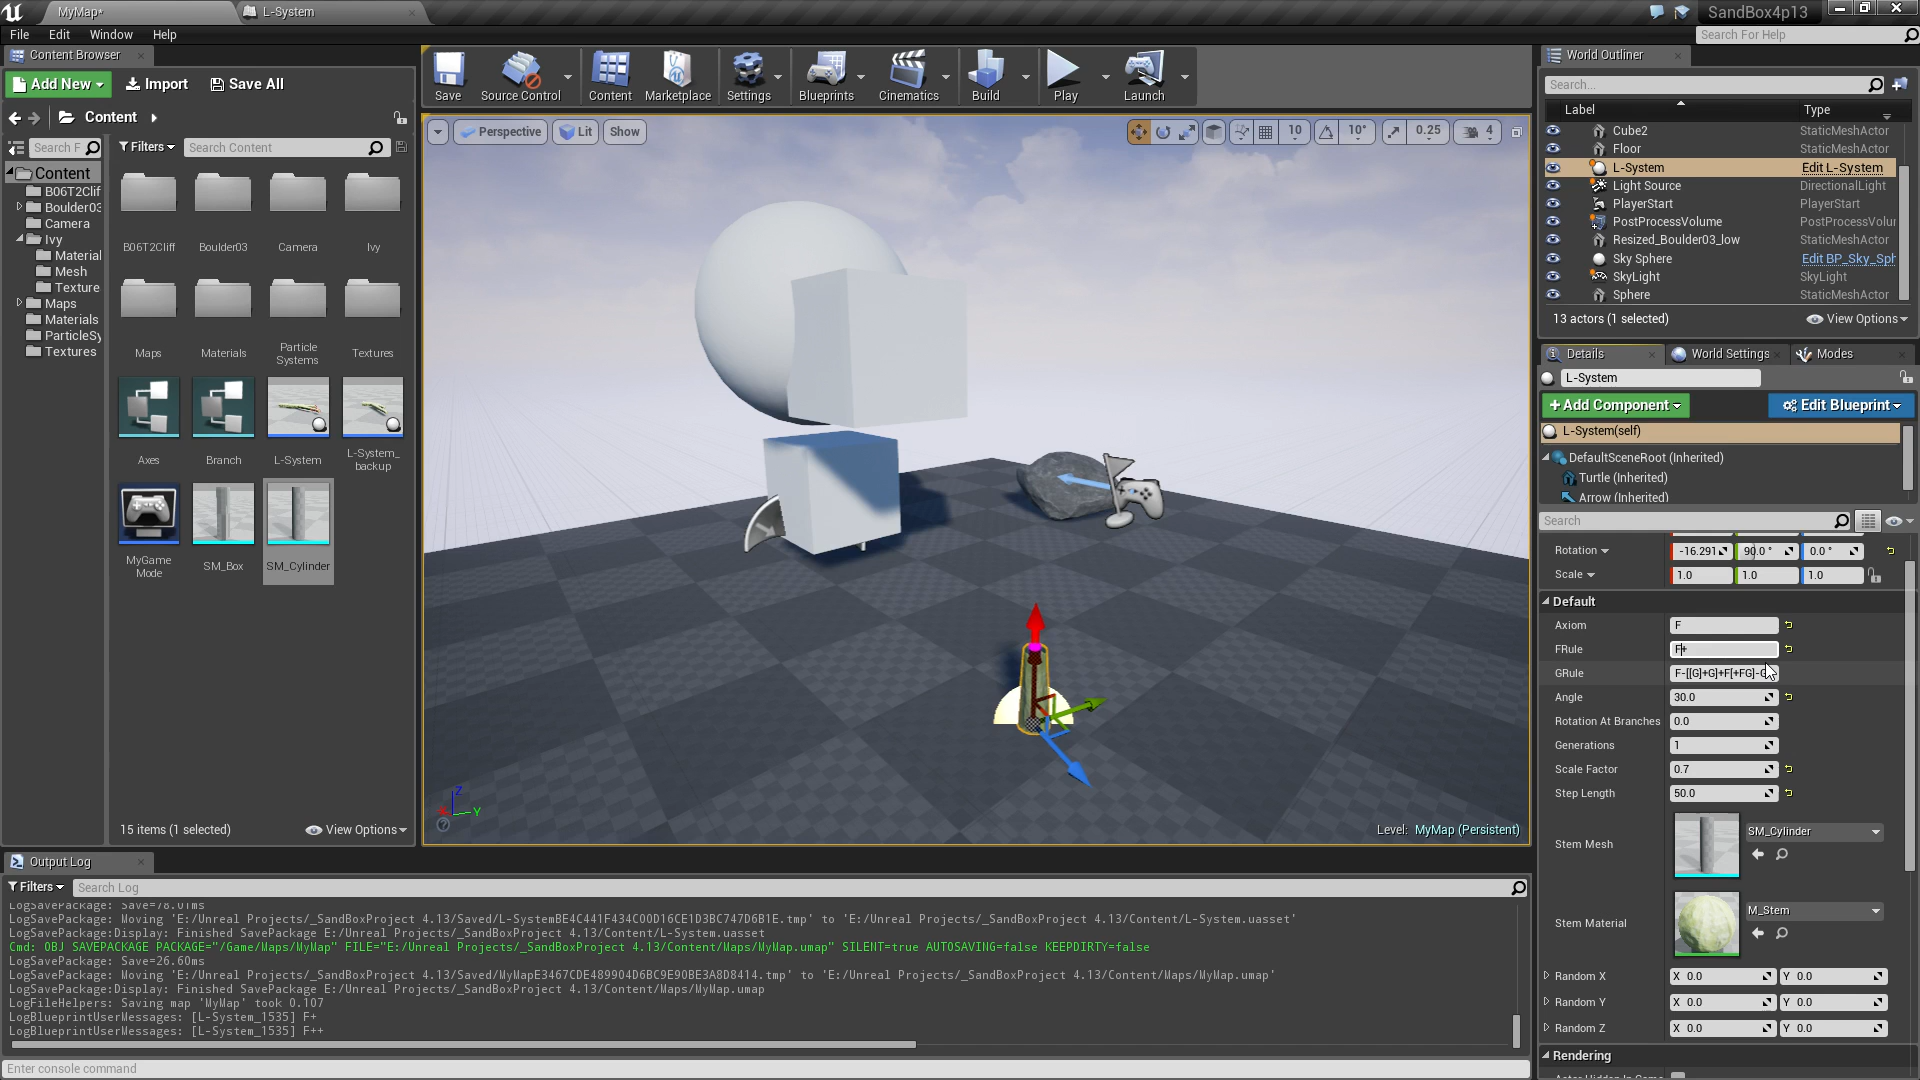 MyMap*
L-System
SandBox4p13
File
Edit
Window
Help
Search For Help
Content Browser
Add New
Import
Save All
Content
Search F
Filters
Search Content
Content
B06T2Clif
Boulder03
Camera
Ivy
Material
Mesh
Texture
Maps
Materials
ParticleSy
Textures
B06T2Cliff
Boulder03
Camera
Ivy
Maps
Materials
Particle
Systems
Textures
Axes
Branch
L-System
L-System_
backup
MyGame
Mode
SM_Box
SM_Cylinder
15 items (1 selected)
View Options
Save
Source Control
Content
Marketplace
Settings
Blueprints
Cinematics
Build
Play
Launch
Perspective
Lit
Show
10
10°
0.25
4
Z
Y
Level: MyMap (Persistent)
Output Log
Filters
Search Log
LogSavePackage: Save=78.01ms
LogSavePackage: Moving 'E:/Unreal Projects/_SandBoxProject 4.13/Saved/L-SystemBE4C441F434C00D16CE1D3BC747D6B1E.tmp' to 'E:/Unreal Projects/_SandBoxProject 4.13/Content/L-System.uasset'
LogSavePackage:Display: Finished SavePackage E:/Unreal Projects/_SandBoxProject 4.13/Content/L-System.uasset
Cmd: OBJ SAVEPACKAGE PACKAGE="/Game/Maps/MyMap" FILE="E:/Unreal Projects/_SandBoxProject 4.13/Content/Maps/MyMap.umap" SILENT=true AUTOSAVING=false KEEPDIRTY=false
LogSavePackage: Save=26.60ms
LogSavePackage: Moving 'E:/Unreal Projects/_SandBoxProject 4.13/Saved/MyMapE3467CDE489904D6BC9E90BE3A8D8414.tmp' to 'E:/Unreal Projects/_SandBoxProject 4.13/Content/Maps/MyMap.umap'
LogSavePackage:Display: Finished SavePackage E:/Unreal Projects/_SandBoxProject 4.13/Content/Maps/MyMap.umap
LogFileHelpers: Saving map 'MyMap' took 0.107
LogBlueprintUserMessages: [L-System_1535] F+
LogBlueprintUserMessages: [L-System_1535] F++
Enter console command
World Outliner
Search...
Label Type
Cube2 StaticMeshActor
Floor StaticMeshActor
L-System Edit L-System
Light Source DirectionalLight
PlayerStart PlayerStart
PostProcessVolume PostProcessVolur
Resized_Boulder03_low StaticMeshActor
Sky Sphere Edit BP_Sky_Sph
SkyLight SkyLight
Sphere StaticMeshActor
13 actors (1 selected)
View Options
Details
World Settings
Modes
L-System
Add Component
Edit Blueprint
L-System(self)
DefaultSceneRoot (Inherited)
Turtle (Inherited)
Arrow (Inherited)
Search
Rotation -16.291 90.0 ° 0.0 °
Scale 1.0 1.0 1.0
Default
Axiom F
FRule F+
GRule F-[[G]+G]+F[+FG]-
Angle 30.0
Rotation At Branches 0.0
Generations 1
Scale Factor 0.7
Step Length 50.0
Stem Mesh SM_Cylinder
Stem Material M_Stem
Random X X 0.0 Y 0.0
Random Y X 0.0 Y 0.0
Random Z X 0.0 Y 0.0
Rendering